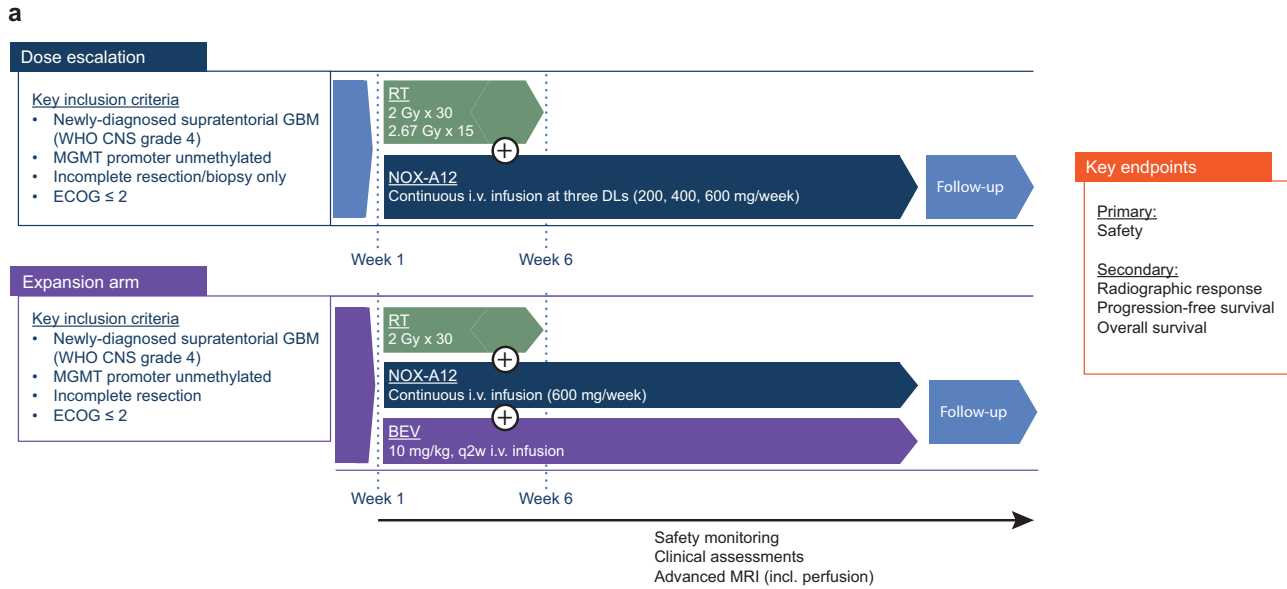 a
Dose escalation
Key inclusion criteria
• Newly-diagnosed supratentorial GBM
(WHO CNS grade 4)
• MGMT promoter unmethylated
• Incomplete resection/biopsy only
• ECOG ≤ 2
RT
2 Gy x 30
2.67 Gy x 15
+
NOX-A12
Continuous i.v. infusion at three DLs (200, 400, 600 mg/week)
Follow-up
Week 1
Week 6
Expansion arm
Key inclusion criteria
• Newly-diagnosed supratentorial GBM
(WHO CNS grade 4)
• MGMT promoter unmethylated
• Incomplete resection
• ECOG ≤ 2
RT
2 Gy x 30
+
NOX-A12
Continuous i.v. infusion (600 mg/week)
+
BEV
10 mg/kg, q2w i.v. infusion
Follow-up
Week 1
Week 6
Safety monitoring
Clinical assessments
Advanced MRI (incl. perfusion)
Key endpoints
Primary:
Safety
Secondary:
Radiographic response
Progression-free survival
Overall survival